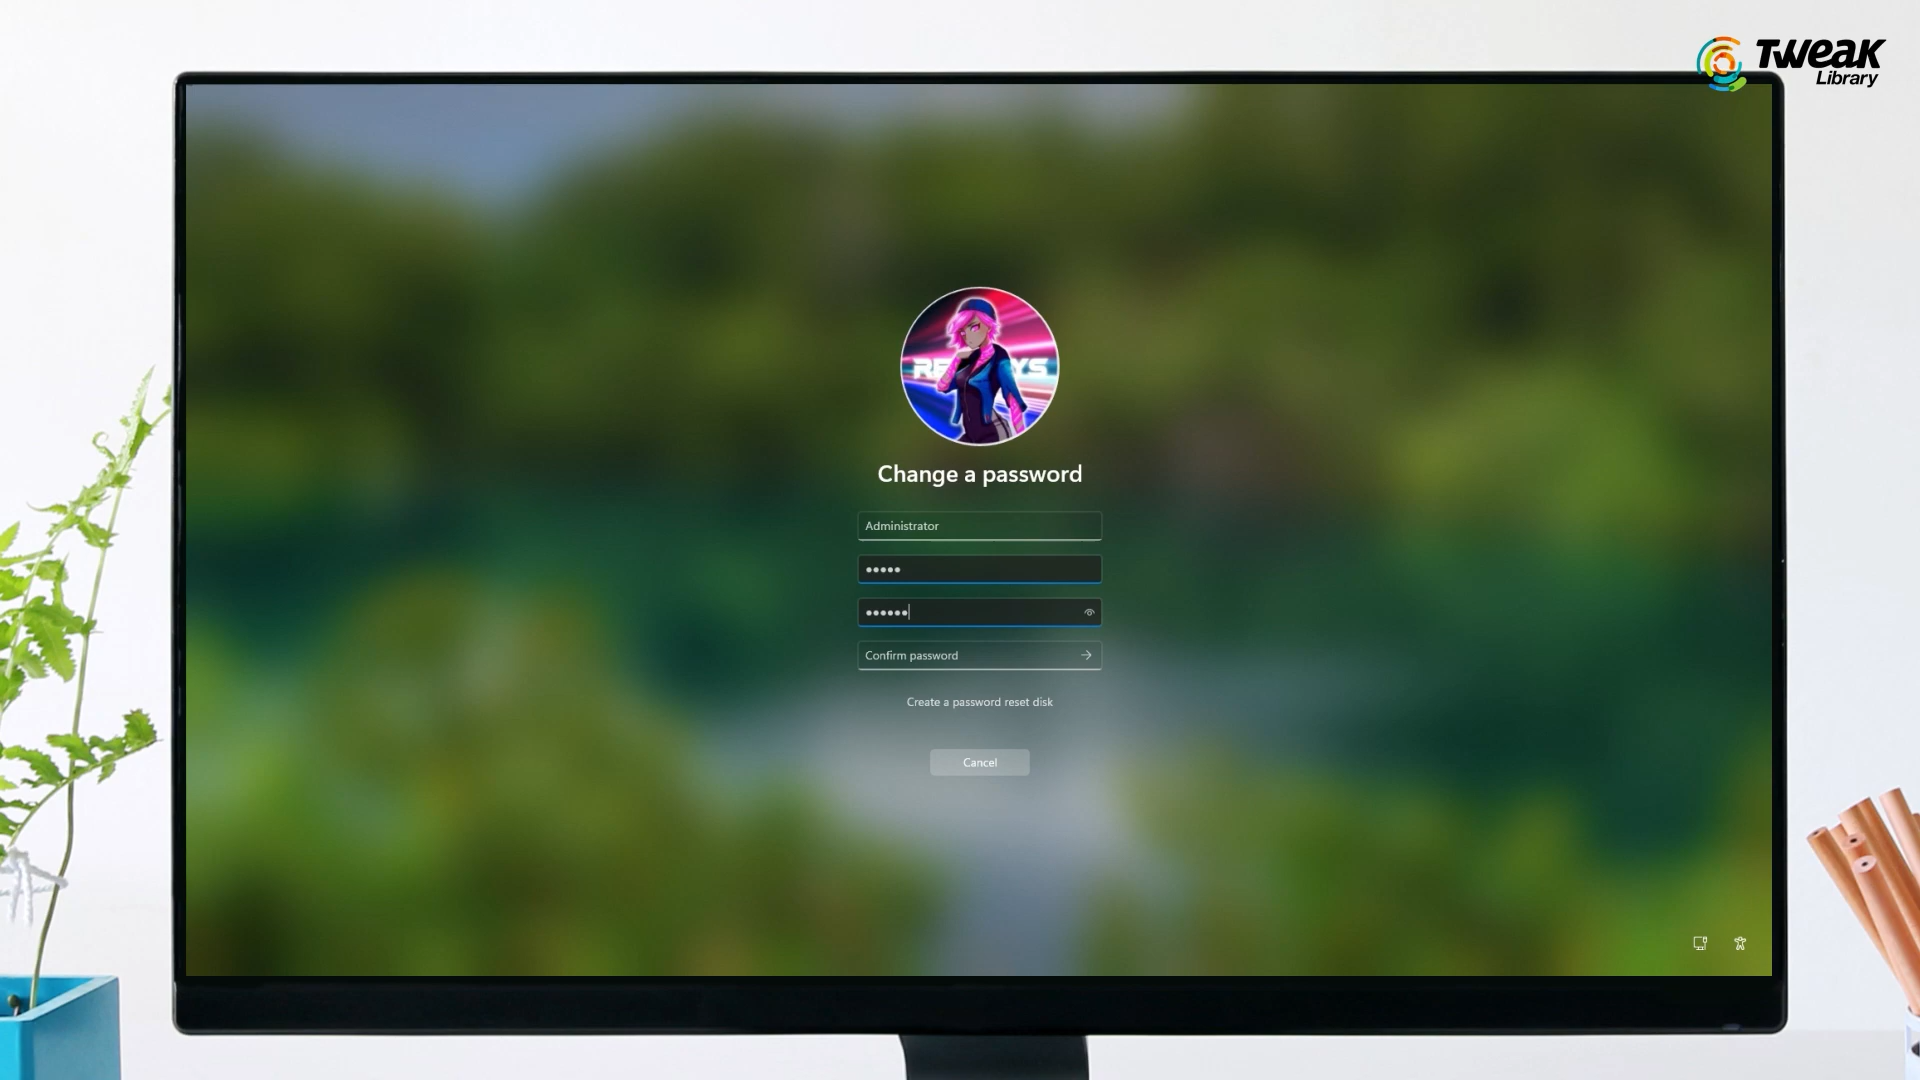 TweaK
Library
Change a password
Administrator
•••••
••••••
Confirm password
Create a password reset disk
Cancel